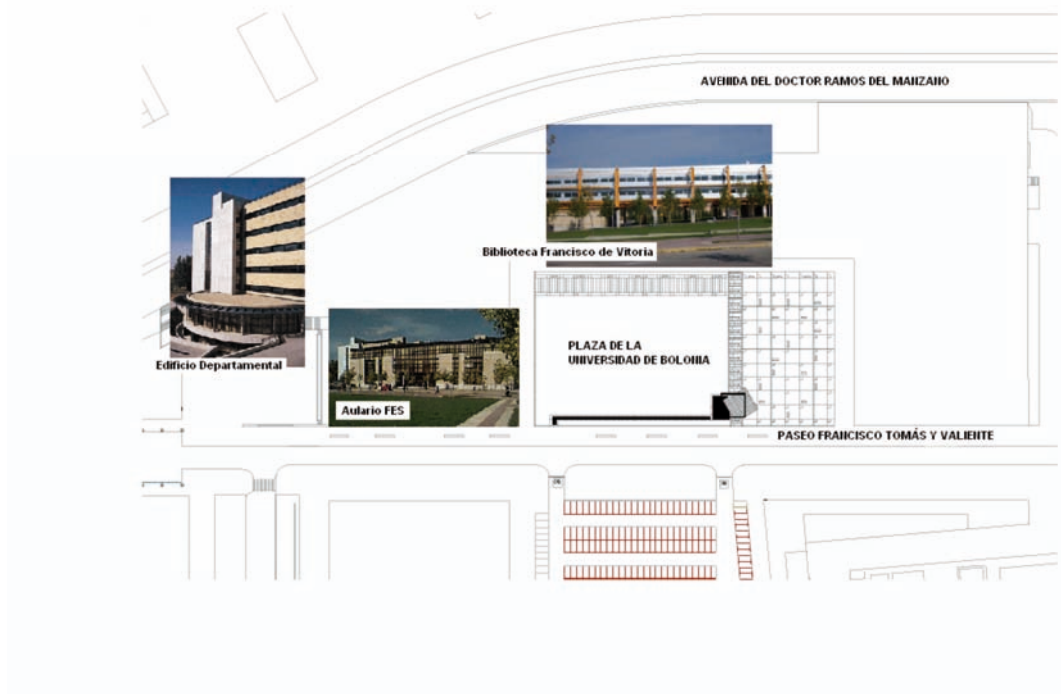 AVENIDA DEL DOCTOR RAMOS DEL MANZANO
Biblioteca Francisco de Vitoria
PLAZA DE LA
UNIVERSIDAD DE BOLONIA
Edificio Departamental
Aulario FES
PASEO FRANCISCO TOMÁS Y VALIENTE